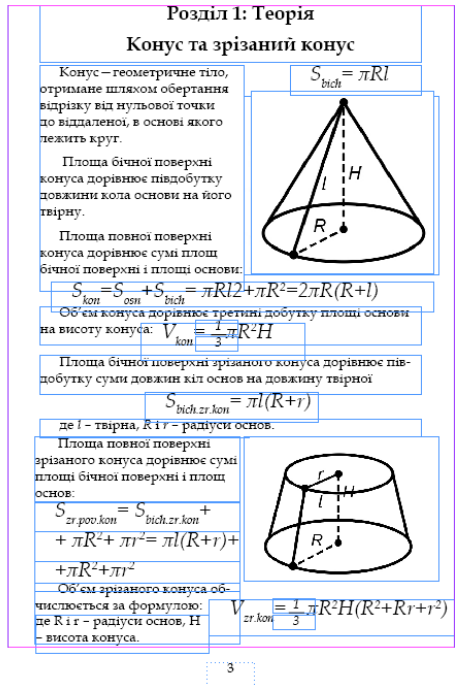 Розділ 1: Теорія
Конус та зрізаний конус
Конус – геометричне тіло,
отримане шляхом обертання
відрізку від нульової точки
до віддаленої, в основі якого
лежить круг.
S_bich = πRl
Площа бічної поверхні
конуса дорівнює півдобутку
довжини кола основи на його
твірну.
Площа повної поверхні
конуса дорівнює сумі площ
бічної поверхні і площі основи:
l H
R
S_kon=S_osn+S_bich= πRl2+πR²=2πR(R+l)
Об'єм конуса дорівнює третині добутку площі основи
на висоту конуса: V_kon = 1/3 πR²H
Площа бічної поверхні зрізаного конуса дорівнює пів-
добутку суми довжин кіл основ на довжину твірної
S_bich.zr.kon = πl(R+r)
де l – твірна, R і r – радіуси основ.
Площа повної поверхні
зрізаного конуса дорівнює сумі
площі бічної поверхні і площ
основ:
S_zr.pov.kon = S_bich.zr.kon +
+ πR²+ πr²= πl(R+r)+
+πR²+πr²
r
l H
R
Об'єм зрізаного конуса об-
числюється за формулою:
де R і r – радіуси основ, H
– висота конуса.
V_zr.kon = 1/3 πR²H(R²+Rr+r²)
3